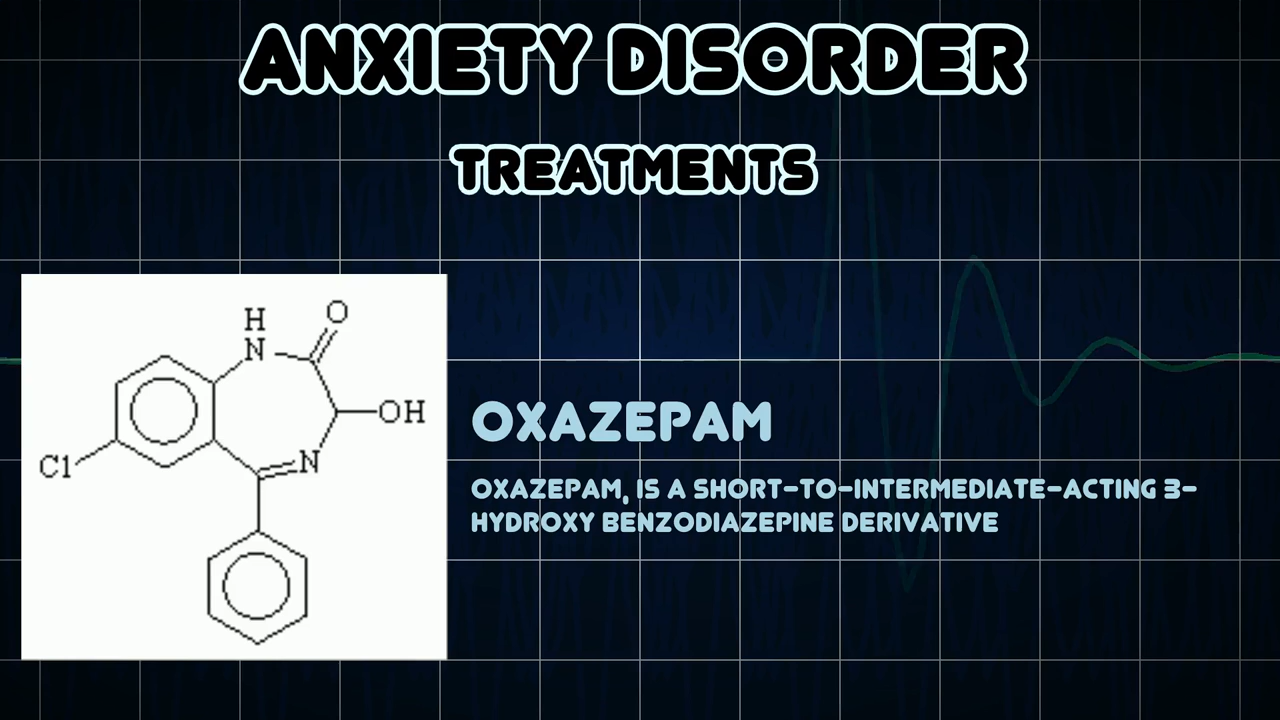 ANXIETY DISORDER
TREATMENTS
H
N
O
OH
N
Cl
OXAZEPAM
OXAZEPAM, IS A SHORT-TO-INTERMEDIATE-ACTING 3-
HYDROXY BENZODIAZEPINE DERIVATIVE